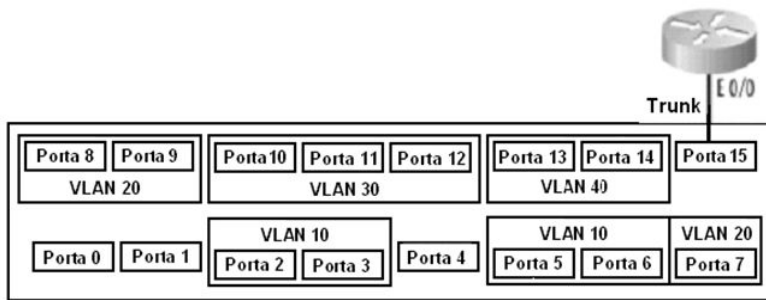 E 0/0
Trunk
Porta 8 Porta 9 Porta 10 Porta 11 Porta 12 Porta 13 Porta 14 Porta 15
VLAN 20 VLAN 30 VLAN 40
VLAN 10 VLAN 10 VLAN 20
Porta 0 Porta 1 Porta 2 Porta 3 Porta 4 Porta 5 Porta 6 Porta 7